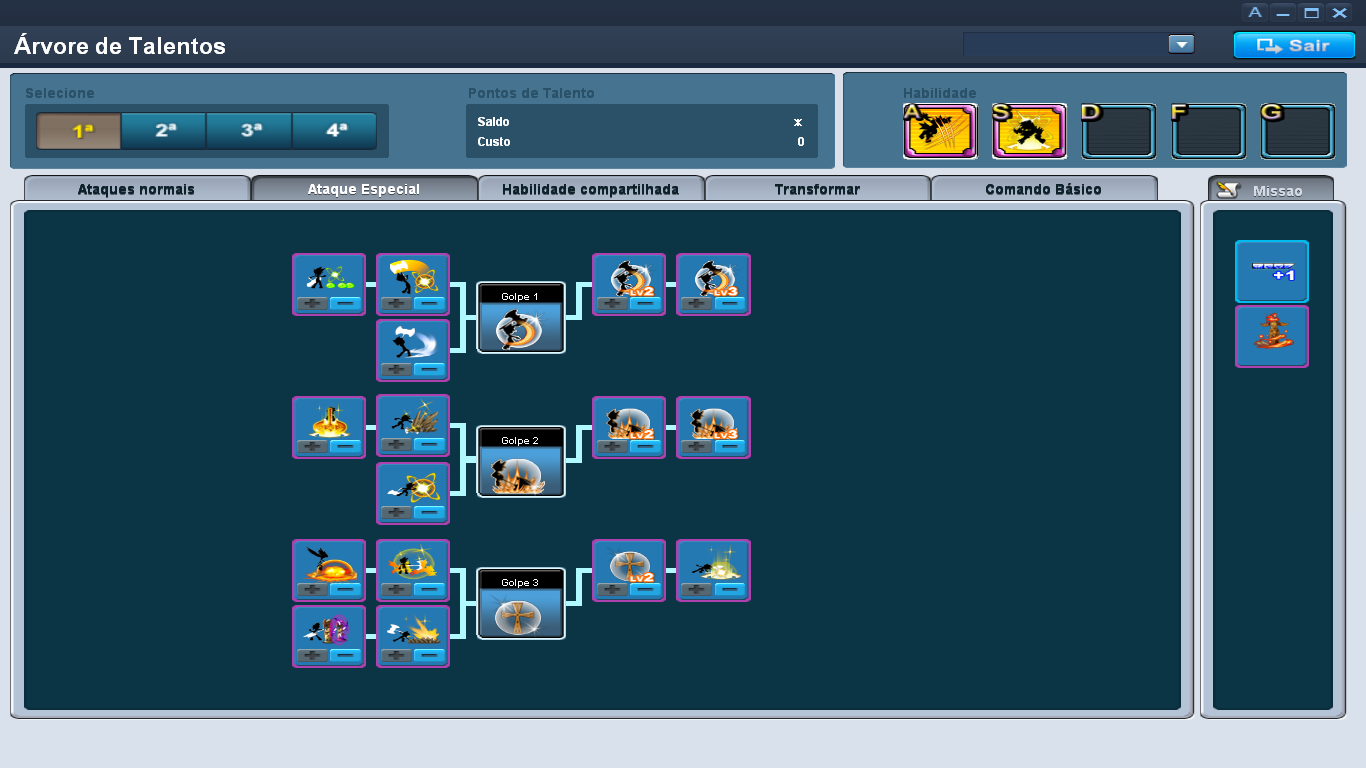 A
Árvore de Talentos
Sair
Selecione
1ª
2ª
3ª
4ª
Pontos de Talento
Saldo x
Custo 0
Habilidade
A
S
D
F
G
Ataques normais
Ataque Especial
Habilidade compartilhada
Transformar
Comando Básico
Missao
+1
Golpe 1
Lv2
Lv3
Golpe 2
Lv2
Lv3
Golpe 3
Lv2